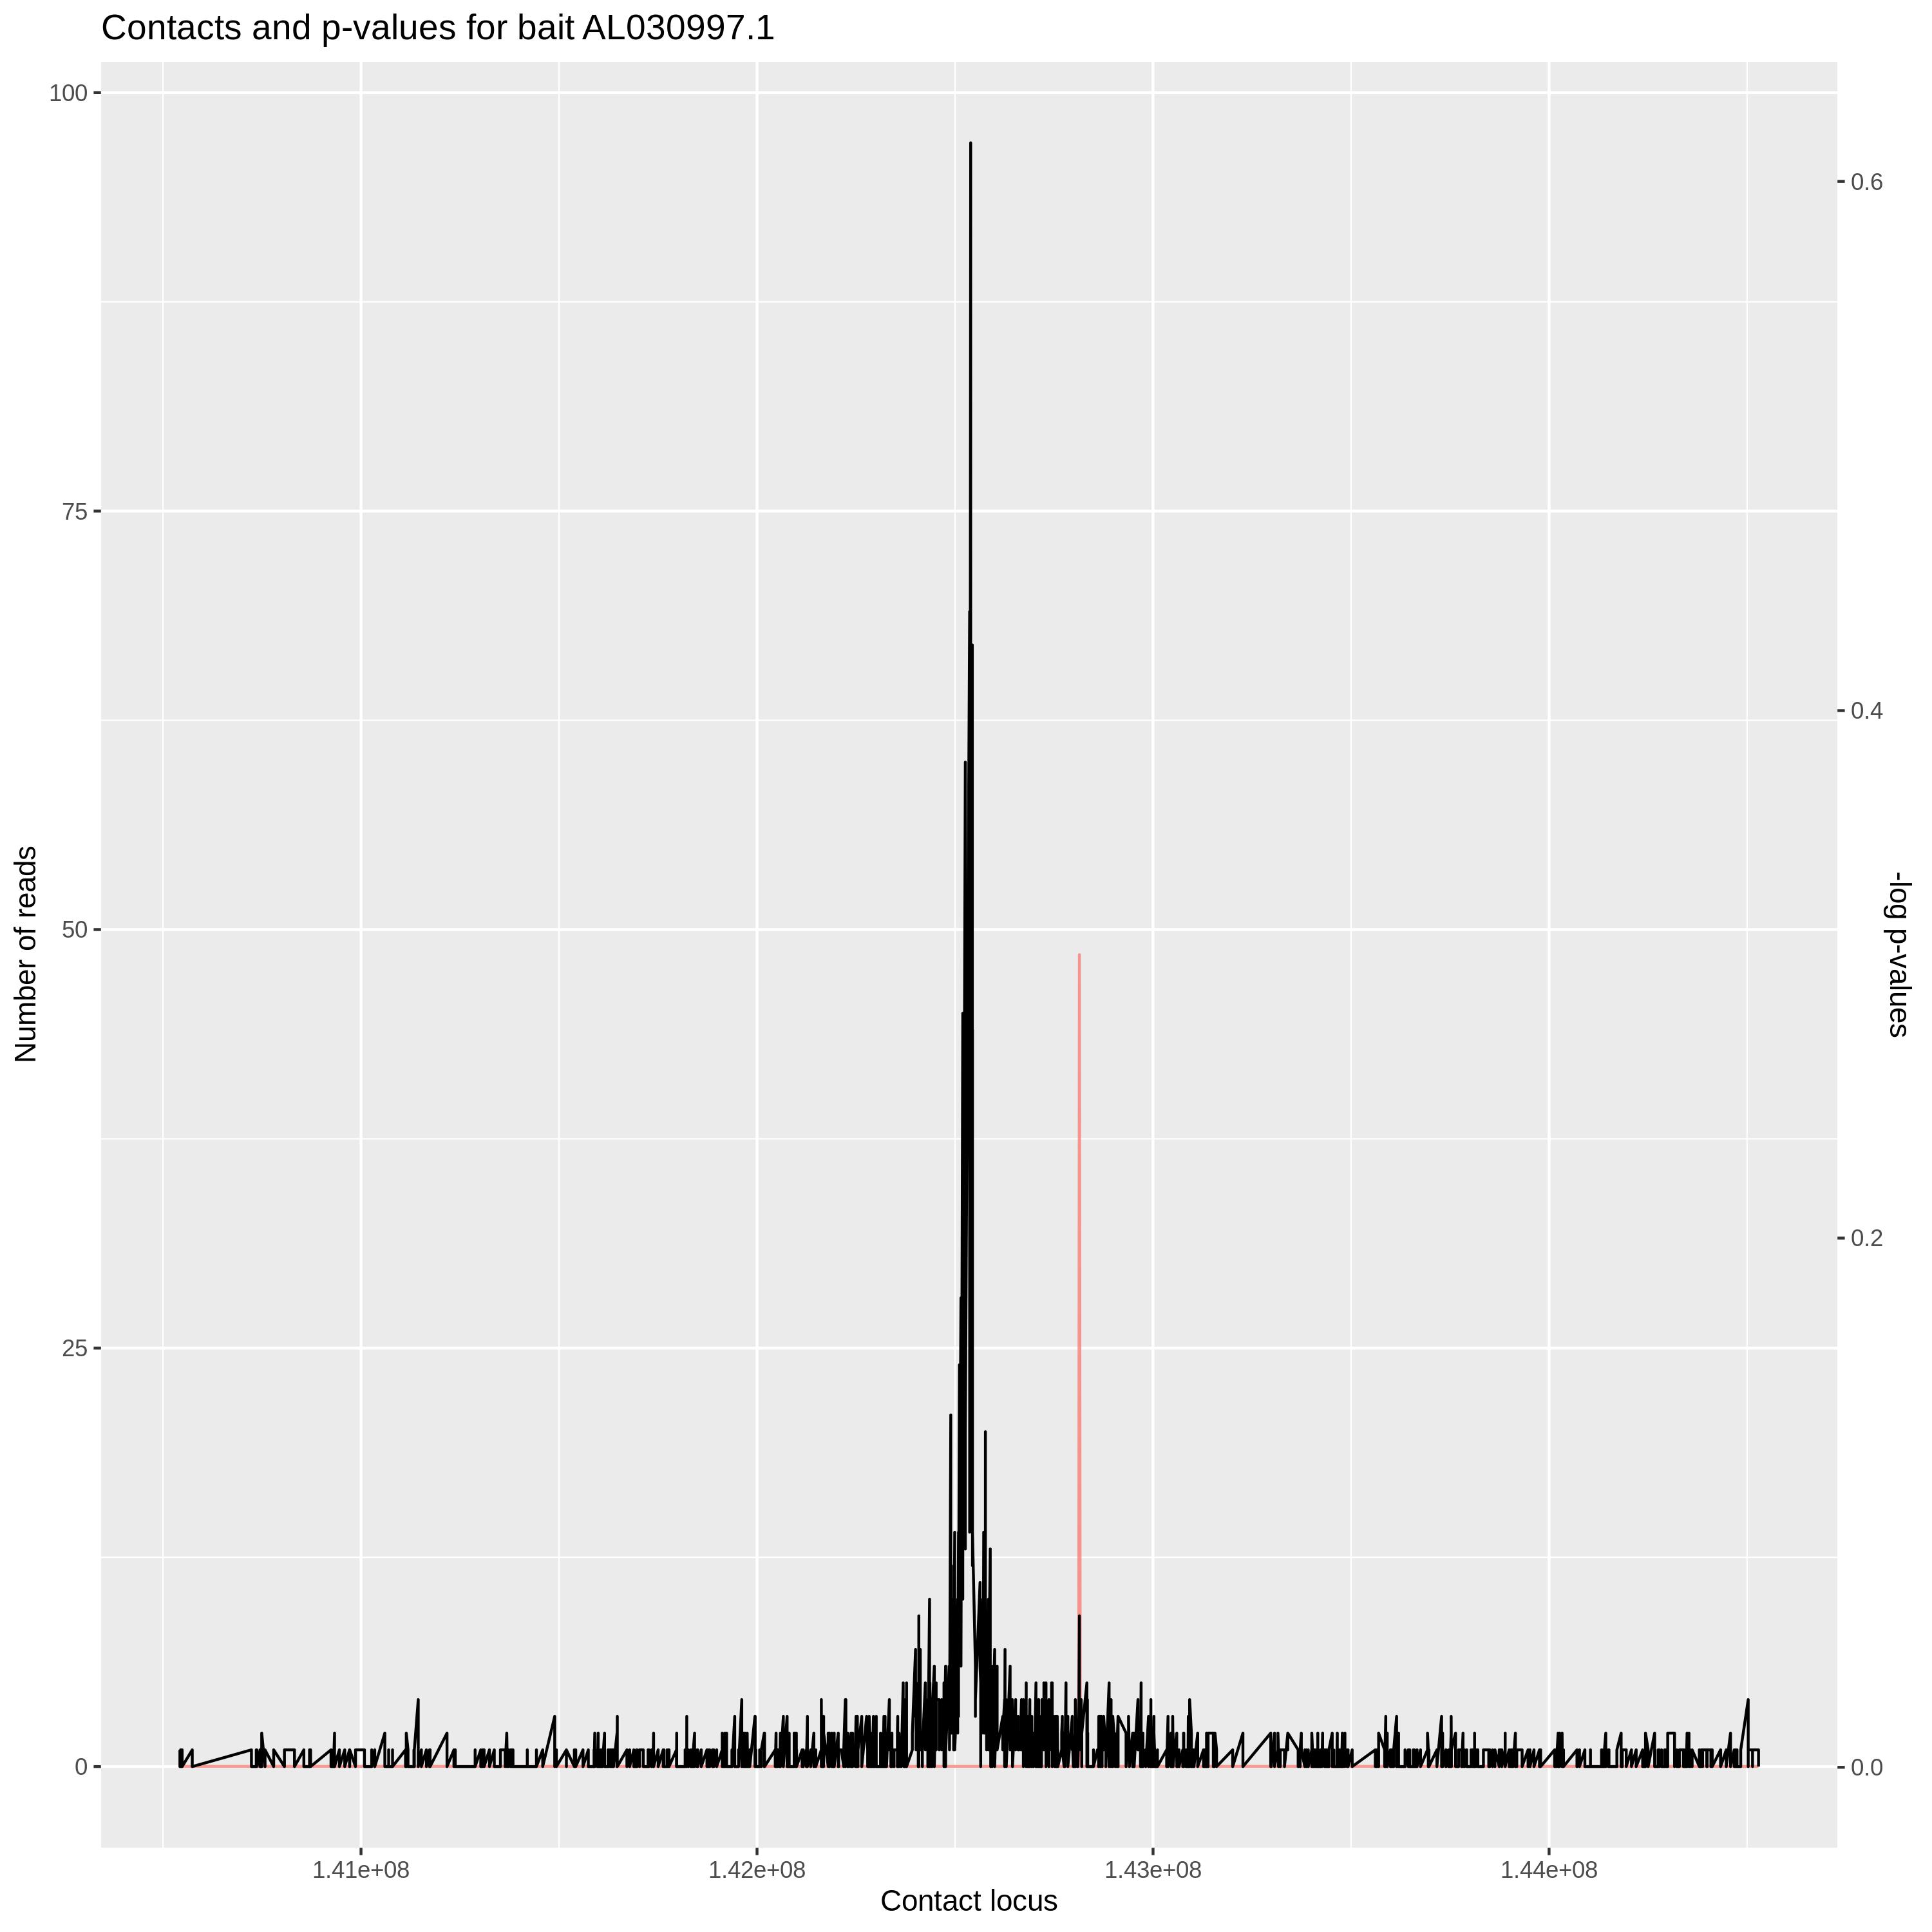 Contacts and p-values for bait AL030997.1
100
75
50
25
0
Number of reads
0.6
0.4
0.2
0.0
-log p-values
1.41e+08
1.42e+08
1.43e+08
1.44e+08
Contact locus